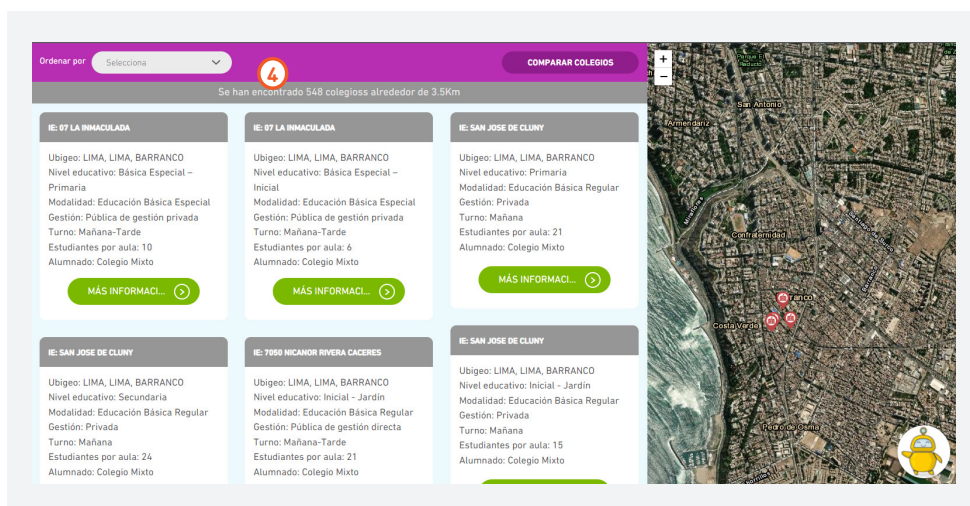 Ordenar por
Selecciona
COMPARAR COLEGIOS
4
Se han encontrado 548 colegioss alrededor de 3.5Km
IE: 07 LA INMACULADA
Ubigeo: LIMA, LIMA, BARRANCO
Nivel educativo: Básica Especial –
Primaria
Modalidad: Educación Básica Especial
Gestión: Pública de gestión privada
Turno: Mañana-Tarde
Estudiantes por aula: 10
Alumnado: Colegio Mixto
MÁS INFORMACI...
IE: 07 LA INMACULADA
Ubigeo: LIMA, LIMA, BARRANCO
Nivel educativo: Básica Especial –
Inicial
Modalidad: Educación Básica Especial
Gestión: Pública de gestión privada
Turno: Mañana-Tarde
Estudiantes por aula: 6
Alumnado: Colegio Mixto
MÁS INFORMACI...
IE: SAN JOSE DE CLUNY
Ubigeo: LIMA, LIMA, BARRANCO
Nivel educativo: Primaria
Modalidad: Educación Básica Regular
Gestión: Privada
Turno: Mañana
Estudiantes por aula: 21
Alumnado: Colegio Mixto
MÁS INFORMACI...
IE: SAN JOSE DE CLUNY
Ubigeo: LIMA, LIMA, BARRANCO
Nivel educativo: Secundaria
Modalidad: Educación Básica Regular
Gestión: Privada
Turno: Mañana
Estudiantes por aula: 24
Alumnado: Colegio Mixto
IE: 7050 NICANOR RIVERA CACERES
Ubigeo: LIMA, LIMA, BARRANCO
Nivel educativo: Inicial - Jardín
Modalidad: Educación Básica Regular
Gestión: Pública de gestión directa
Turno: Mañana-Tarde
Estudiantes por aula: 21
Alumnado: Colegio Mixto
IE: SAN JOSE DE CLUNY
Ubigeo: LIMA, LIMA, BARRANCO
Nivel educativo: Inicial - Jardín
Modalidad: Educación Básica Regular
Gestión: Privada
Turno: Mañana
Estudiantes por aula: 15
Alumnado: Colegio Mixto
+
−
Parque El
Reducto
San Antonio
Armendariz
Miraflores
Confraternidad
Santiago de Surco
ranco
Costa Verde
Pedro de Osma